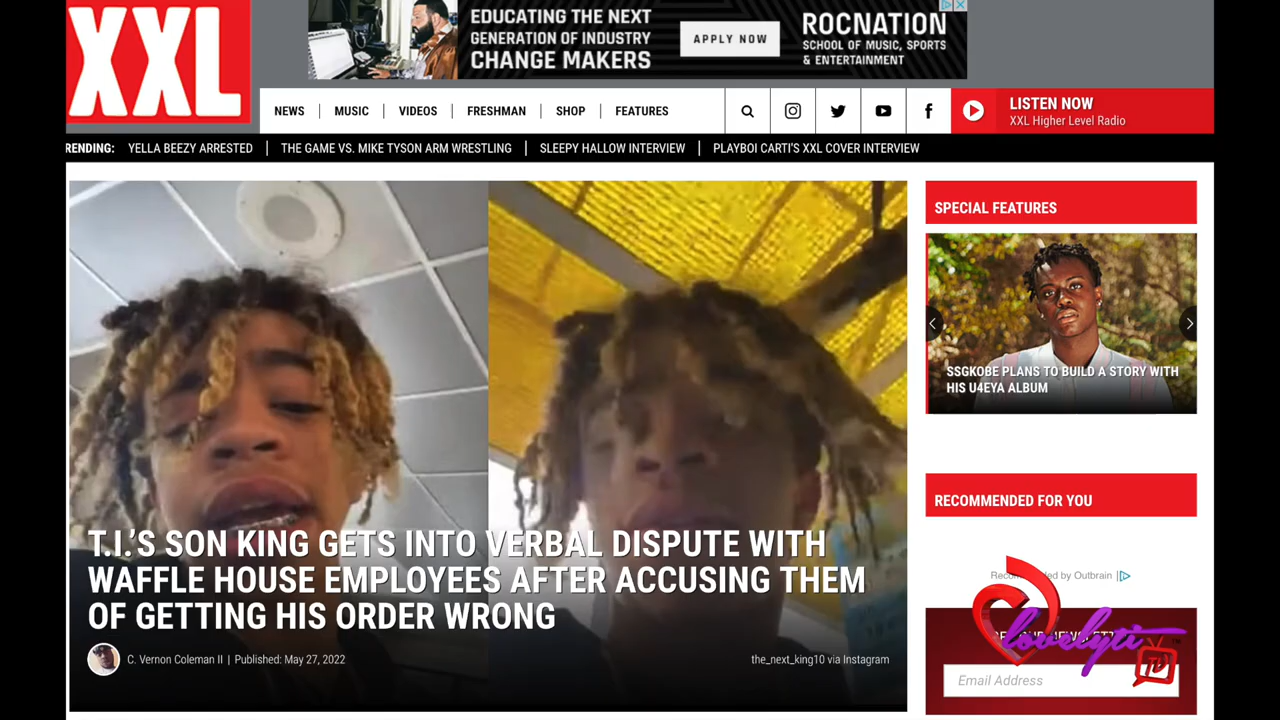 XXL
EDUCATING THE NEXT
GENERATION OF INDUSTRY
CHANGE MAKERS
APPLY NOW
ROCNATION
SCHOOL OF MUSIC, SPORTS
& ENTERTAINMENT
NEWS
MUSIC
VIDEOS
FRESHMAN
SHOP
FEATURES
LISTEN NOW
XXL Higher Level Radio
RENDING:
YELLA BEEZY ARRESTED
THE GAME VS. MIKE TYSON ARM WRESTLING
SLEEPY HALLOW INTERVIEW
PLAYBOI CARTI'S XXL COVER INTERVIEW
T.I.'S SON KING GETS INTO VERBAL DISPUTE WITH
WAFFLE HOUSE EMPLOYEES AFTER ACCUSING THEM
OF GETTING HIS ORDER WRONG
C. Vernon Coleman II | Published: May 27, 2022
the_next_king10 via Instagram
SPECIAL FEATURES
SSGKOBE PLANS TO BUILD A STORY WITH
HIS U4EYA ALBUM
RECOMMENDED FOR YOU
by Outbrain
lovelyti
TV
Email Address